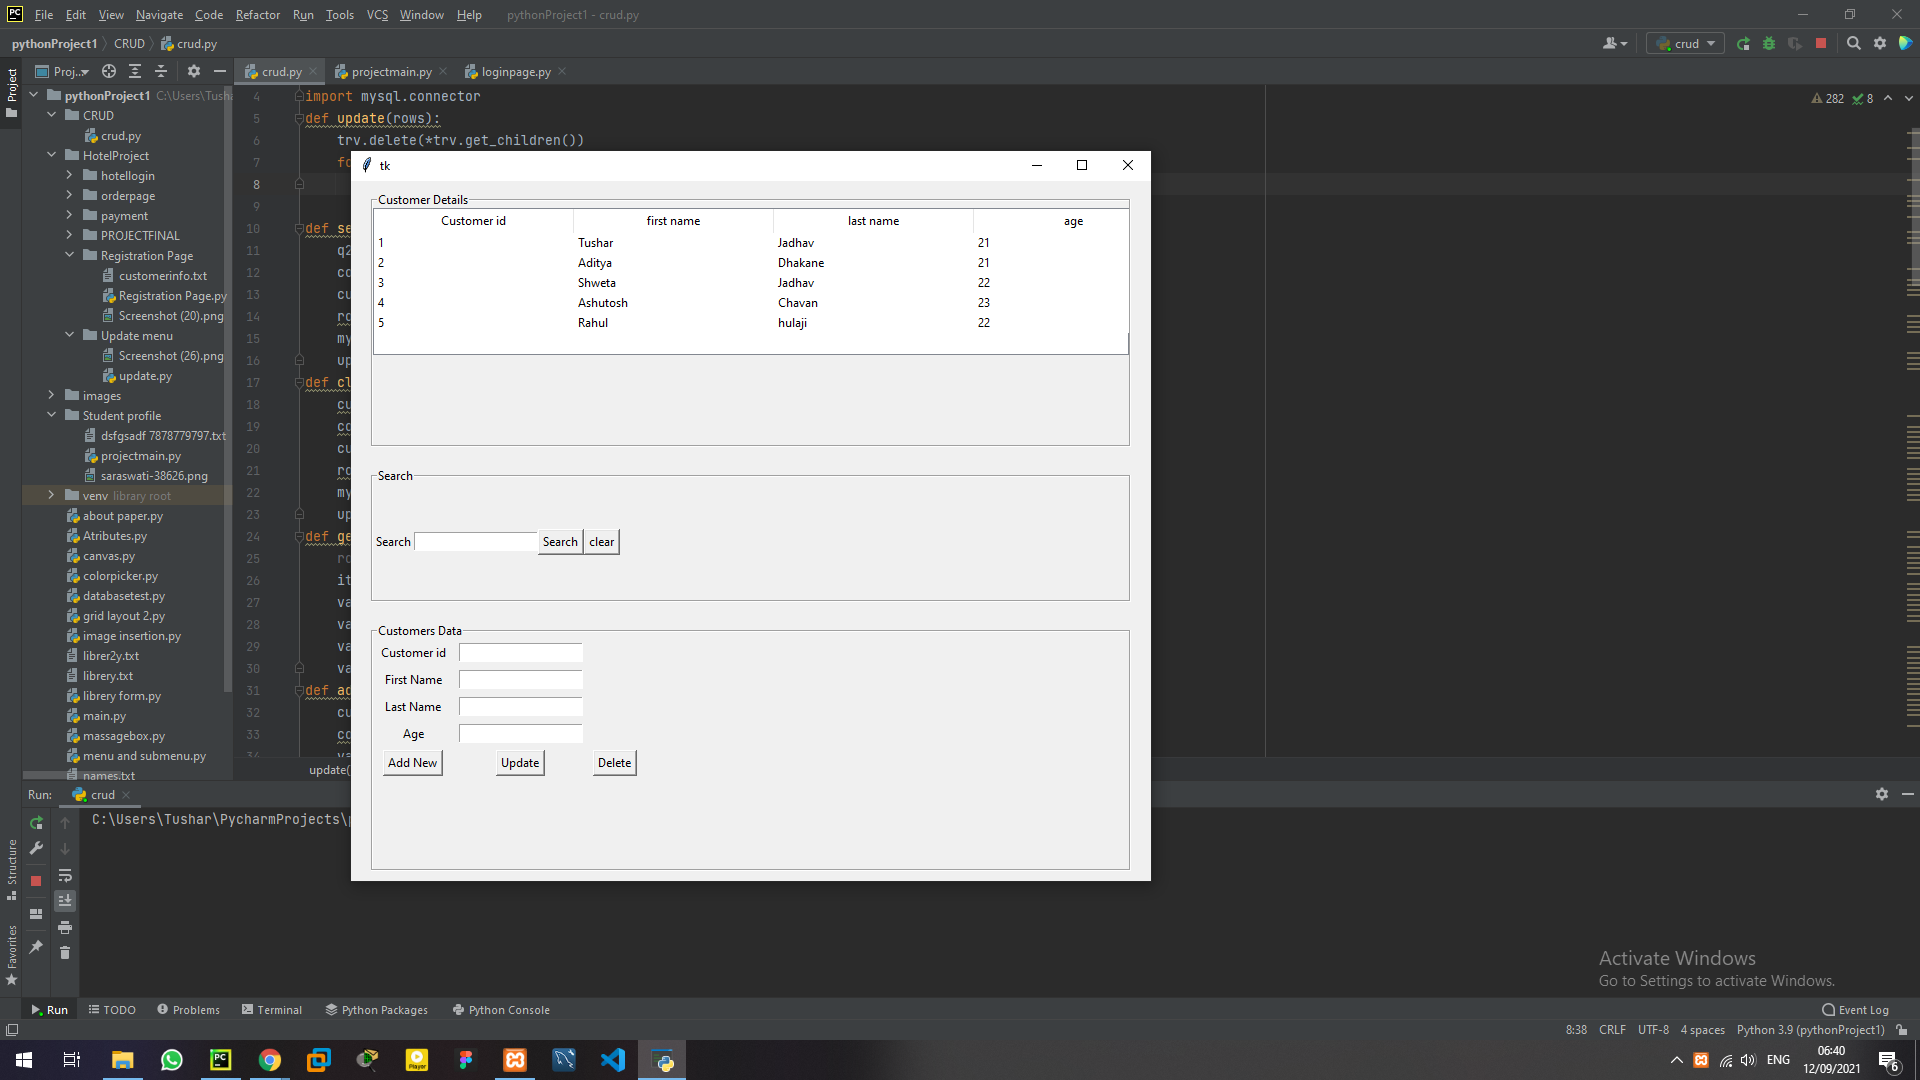 File Edit View Navigate Code Refactor Run Tools VCS Window Help pythonProject1 - crud.py
pythonProject1 CRUD crud.py
crud
Project
Proj...
crud.py projectmain.py loginpage.py
pythonProject1 C:\Users\Tusha
CRUD
crud.py
HotelProject
hotellogin
orderpage
payment
PROJECTFINAL
Registration Page
customerinfo.txt
Registration Page.py
Screenshot (20).png
Update menu
Screenshot (26).png
update.py
images
Student profile
dsfgsadf 7878779797.txt
projectmain.py
saraswati-38626.png
venv library root
about paper.py
Atributes.py
canvas.py
colorpicker.py
databasetest.py
grid layout 2.py
image insertion.py
librer2y.txt
librery.txt
librery form.py
main.py
massagebox.py
menu and submenu.py
names.txt
282 8
4 import mysql.connector
5 def update(rows):
6 trv.delete(*trv.get_children())
7 fo
8
9
10 def se
11 q2
12 co
13 cu
14 ro
15 my
16 up
17 def cl
18 cu
19 co
20 cu
21 ro
22 my
23 up
24 def ge
25 ro
26 it
27 va
28 va
29 va
30 va
31 def ad
32 cu
33 co
34 va
update(
tk
Customer Details
Customer id first name last name age
1 Tushar Jadhav 21
2 Aditya Dhakane 21
3 Shweta Jadhav 22
4 Ashutosh Chavan 23
5 Rahul hulaji 22
Search
Search Search clear
Customers Data
Customer id
First Name
Last Name
Age
Add New Update Delete
Run: crud
C:\Users\Tushar\PycharmProjects\p
Structure
Favorites
Activate Windows
Go to Settings to activate Windows.
Run TODO Problems Terminal Python Packages Python Console Event Log
8:38 CRLF UTF-8 4 spaces Python 3.9 (pythonProject1)
ENG 06:40
12/09/2021
6